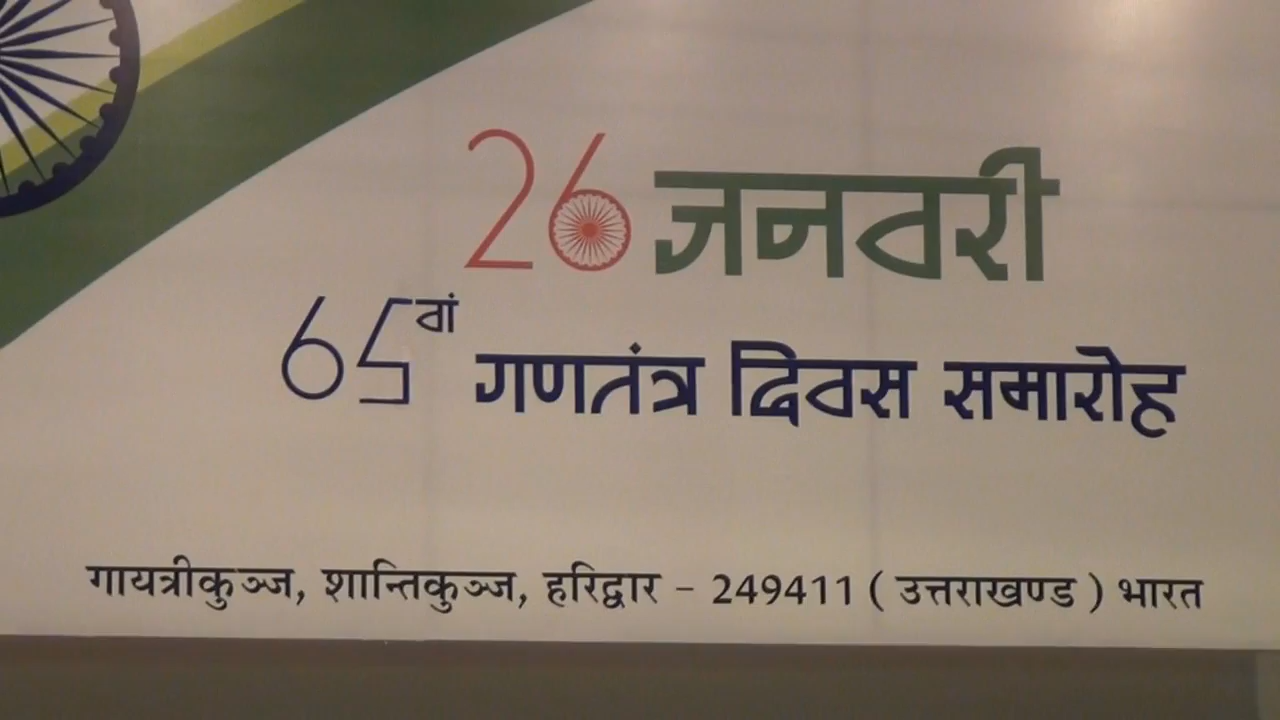 26 जनवरी
65वां गणतंत्र दिवस समारोह
गायत्रीकुञ्ज, शान्तिकुञ्ज, हरिद्वार - 249411 ( उत्तराखण्ड ) भारत